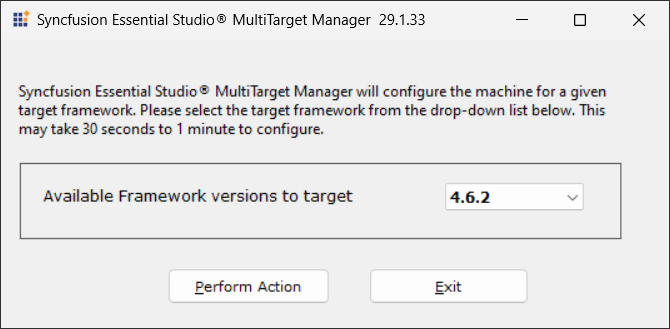 Syncfusion Essential Studio® MultiTarget Manager 29.1.33
Syncfusion Essential Studio® MultiTarget Manager will configure the machine for a given
target framework. Please select the target framework from the drop-down list below. This
may take 30 seconds to 1 minute to configure.
Available Framework versions to target
4.6.2
Perform Action
Exit